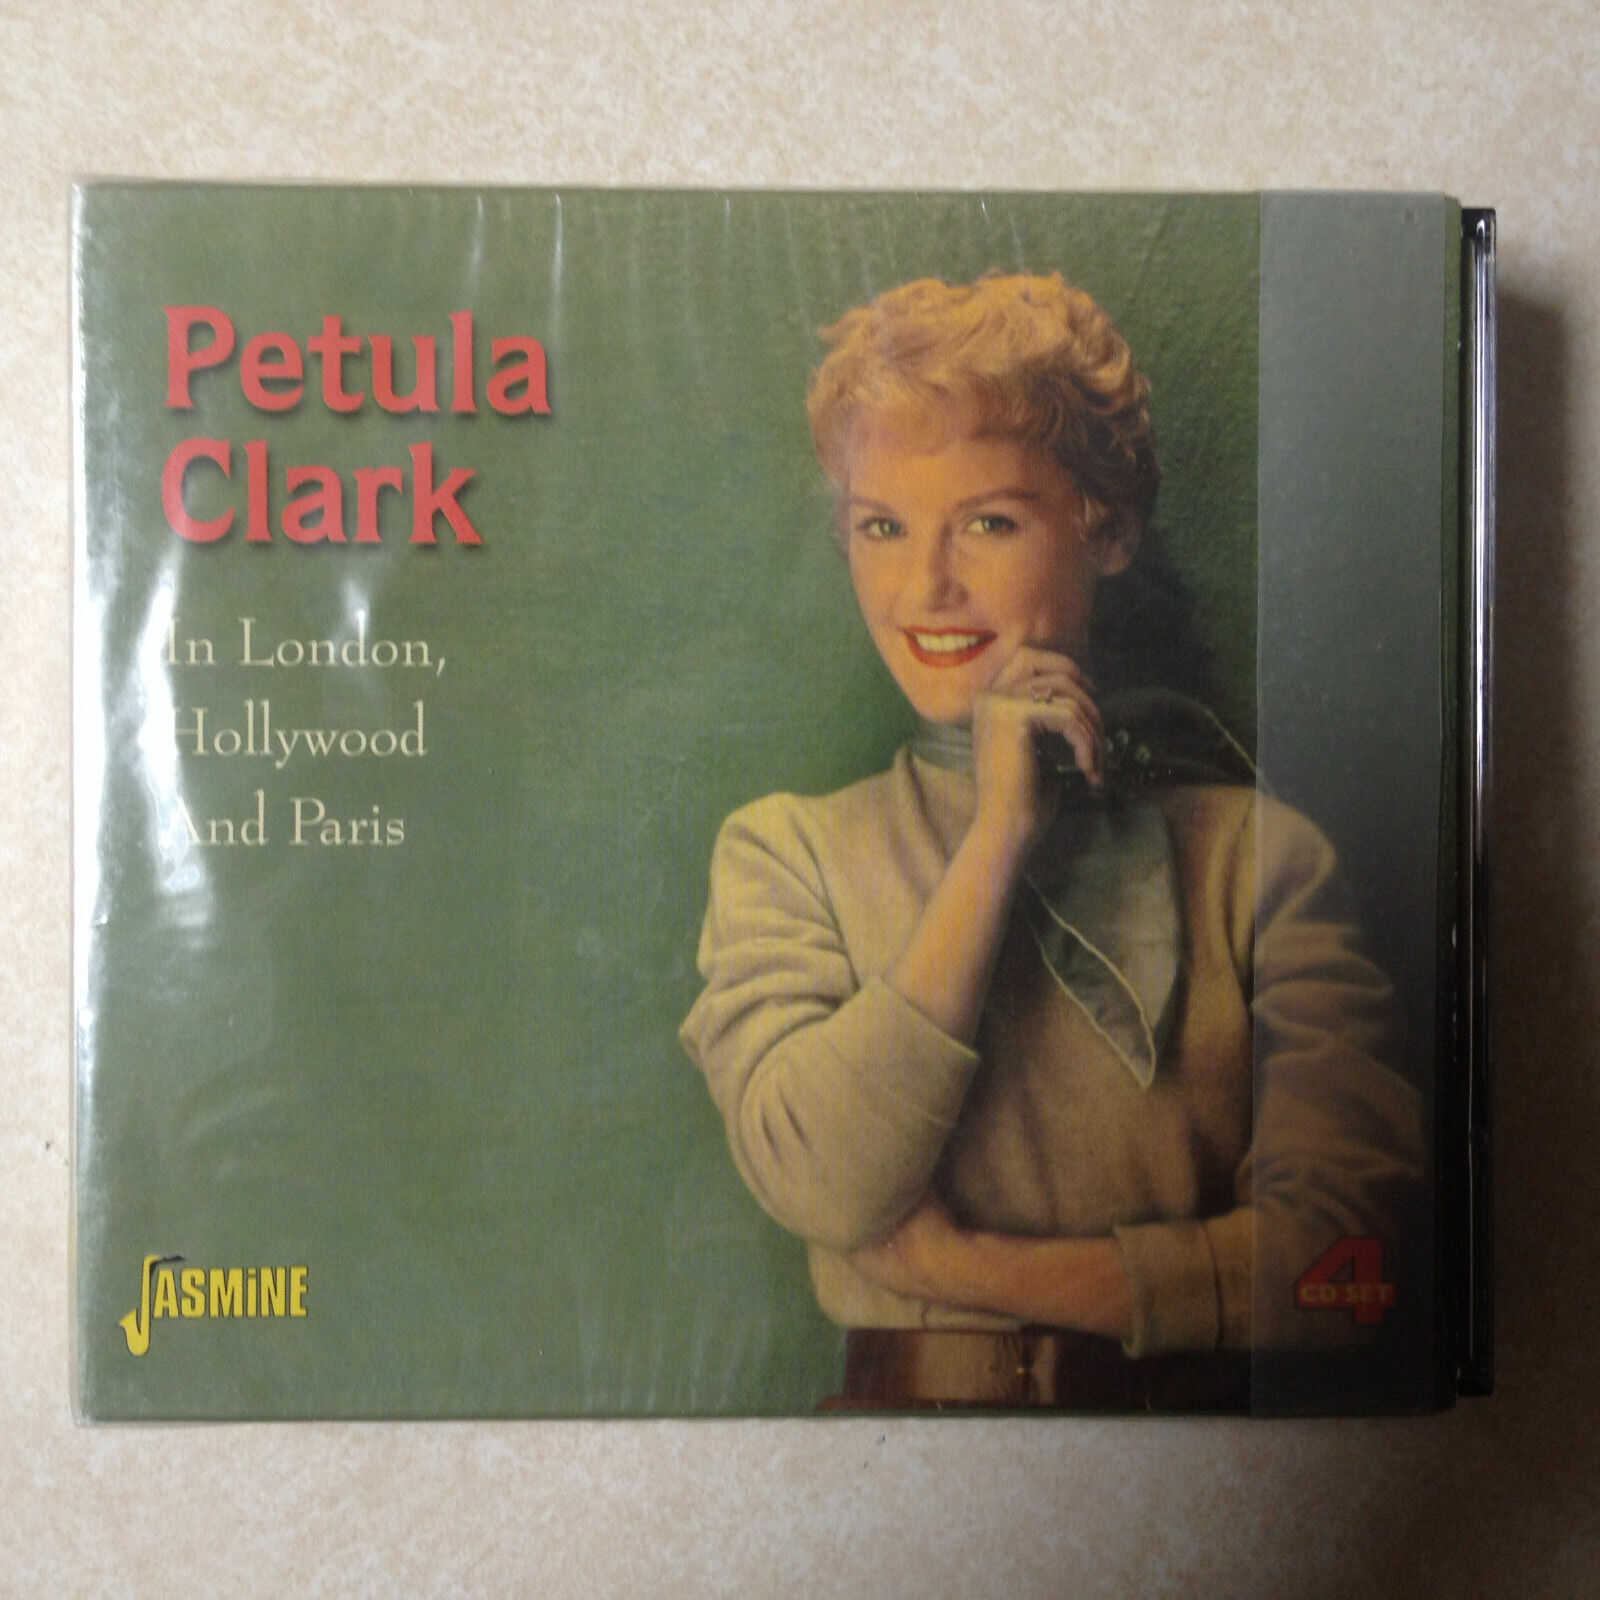 Petula
Clark
In London,
Hollywood
And Paris
JASMiNE
4
CD SET